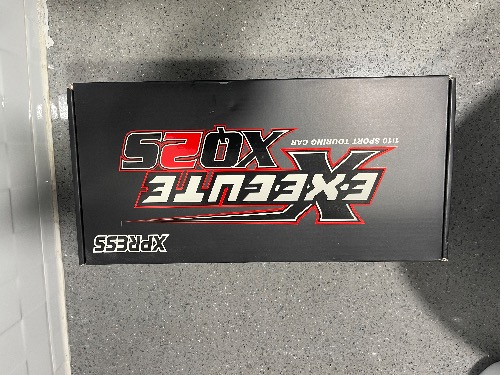 XPRESS
EXECUTE
1:10 SPORT TOURING CAR
XQ2S